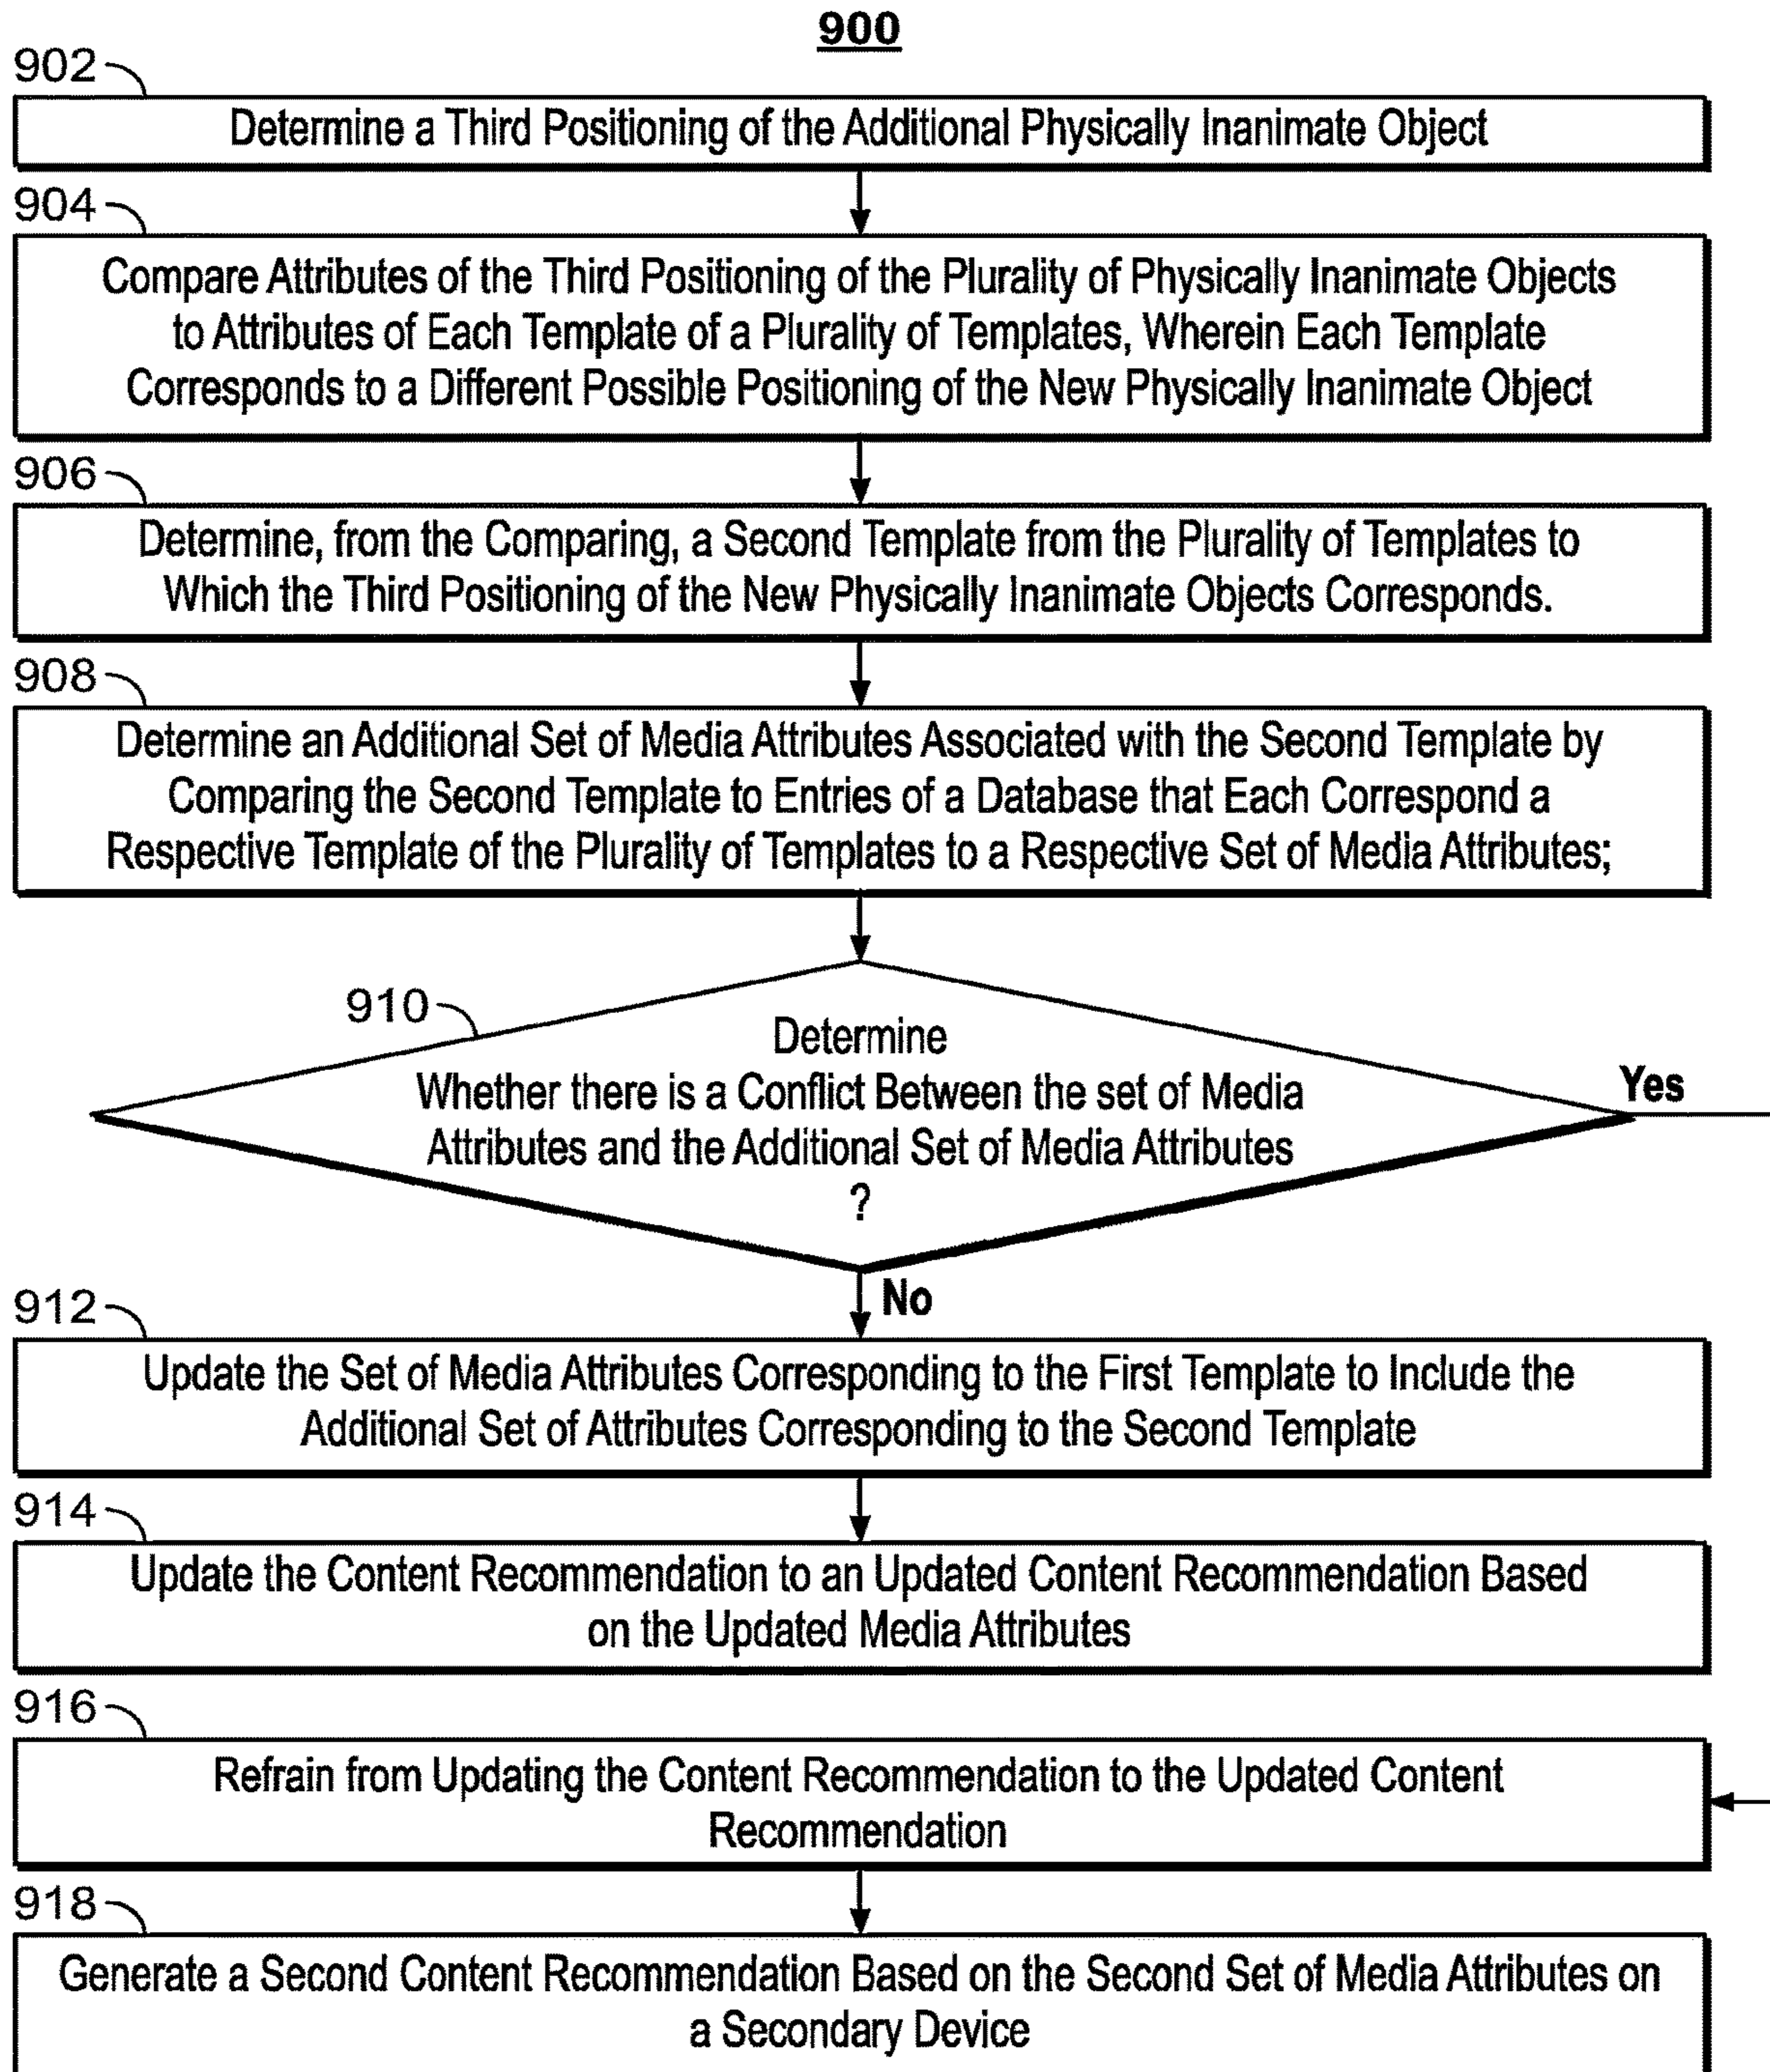 900
902
Determine a Third Positioning of the Additional Physically Inanimate Object
904
Compare Attributes of the Third Positioning of the Plurality of Physically Inanimate Objects
to Attributes of Each Template of a Plurality of Templates, Wherein Each Template
Corresponds to a Different Possible Positioning of the New Physically Inanimate Object
906
Determine, from the Comparing, a Second Template from the Plurality of Templates to
Which the Third Positioning of the New Physically Inanimate Objects Corresponds.
908
Determine an Additional Set of Media Attributes Associated with the Second Template by
Comparing the Second Template to Entries of a Database that Each Correspond a
Respective Template of the Plurality of Templates to a Respective Set of Media Attributes;
910
Determine
Whether there is a Conflict Between the set of Media
Attributes and the Additional Set of Media Attributes
?
Yes
No
912
Update the Set of Media Attributes Corresponding to the First Template to Include the
Additional Set of Attributes Corresponding to the Second Template
914
Update the Content Recommendation to an Updated Content Recommendation Based
on the Updated Media Attributes
916
Refrain from Updating the Content Recommendation to the Updated Content
Recommendation
918
Generate a Second Content Recommendation Based on the Second Set of Media Attributes on
a Secondary Device